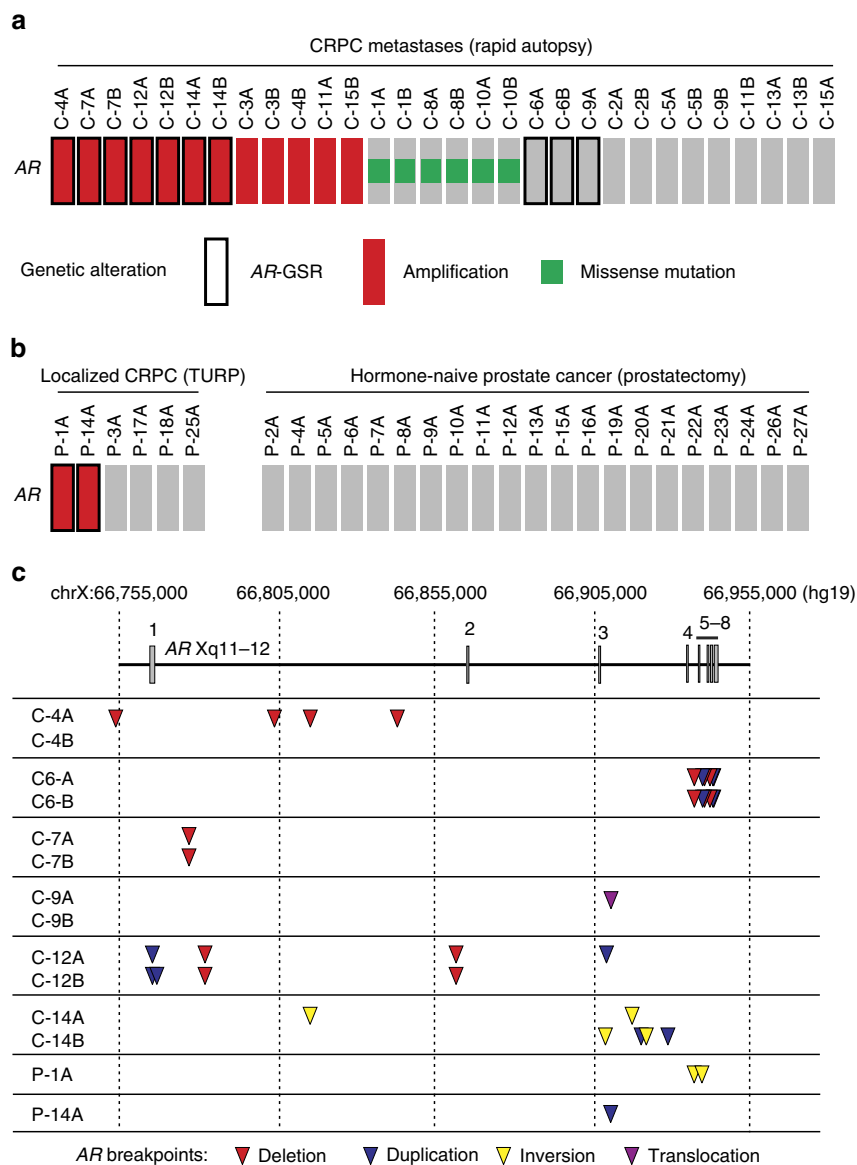 a
CRPC metastases (rapid autopsy)
C-4A C-7A C-7B C-12A C-12B C-14A C-14B C-3A C-3B C-4B C-11A C-15B C-1A C-1B C-8A C-8B C-10A C-10B C-6A C-6B C-9A C-2A C-2B C-5A C-5B C-9B C-11B C-13A C-13B C-15A
AR
Genetic alteration AR-GSR Amplification Missense mutation
b
Localized CRPC (TURP) Hormone-naive prostate cancer (prostatectomy)
P-1A P-14A P-3A P-17A P-18A P-25A P-2A P-4A P-5A P-6A P-7A P-8A P-9A P-10A P-11A P-12A P-13A P-15A P-16A P-19A P-20A P-21A P-22A P-23A P-24A P-26A P-27A
AR
c
chrX:66,755,000 66,805,000 66,855,000 66,905,000 66,955,000 (hg19)
1 AR Xq11–12 2 3 4 5–8
C-4A
C-4B
C6-A
C6-B
C-7A
C-7B
C-9A
C-9B
C-12A
C-12B
C-14A
C-14B
P-1A
P-14A
AR breakpoints: Deletion Duplication Inversion Translocation